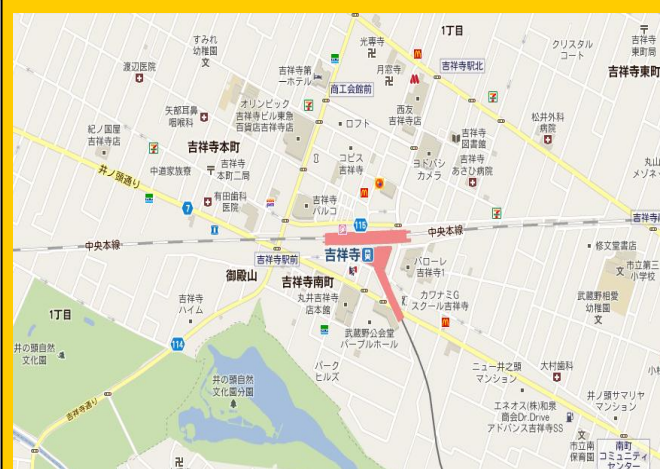 1丁目
〒
吉祥寺
東町局
すみれ
幼稚園
文
光専寺
卍
クリスタル
コート
吉祥寺駅北
吉祥寺東町
渡辺医院
吉祥寺第
一ホテル
月窓寺
卍
商工会館前
オリンピック
吉祥寺ビル東急
百貨店吉祥寺店
西友
吉祥寺店
矢部耳鼻
咽喉科
ロフト
松井外科
病院
紀ノ国屋
吉祥寺店
吉祥寺
図書館
吉祥寺本町
コピス
吉祥寺
ヨドバシ
カメラ
吉祥寺
あさひ病院
丸山
メゾネ
中道家族寮
〒
吉祥寺
本町二局
井ノ頭通り
有田歯科
医院
吉祥寺
パルコ
7
115
中央本線
中央本線
吉祥寺駅前
吉祥寺
修文堂書店
御殿山
吉祥寺南町
バローレ
吉祥寺1
文
市立第三
小学校
吉祥寺
ハイム
丸井吉祥寺
店本館
カワナミG
スクール吉祥寺
武蔵野相愛
幼稚園
文
1丁目
武蔵野公会堂
パープルホール
114
井の頭自然
文化園
パーク
ヒルズ
ニュー井之頭
マンション
大村歯科
井の頭自然
文化園分園
井ノ頭サマリヤ
マンション
吉祥寺通り
エネオス(株)和泉
商会Dr.Drive
アドバンス吉祥寺SS
卍
文
市立南
保育園
南町
コミュニティ
センター